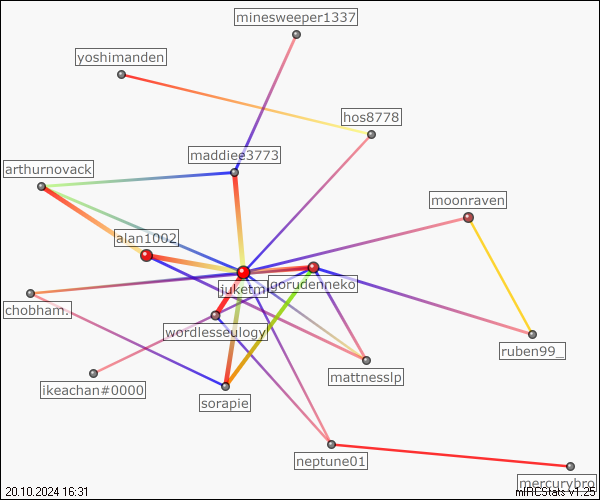 minesweeper1337
yoshimanden
hos8778
maddiee3773
arthurnovack
moonraven
alan1002
gorudenneko
chobham.
wordlesseulogy
ruben99_
mattnesslp
ikeachan#0000
sorapie
neptune01
mercurybro
20.10.2024 16:31
mIRCStats v1.25